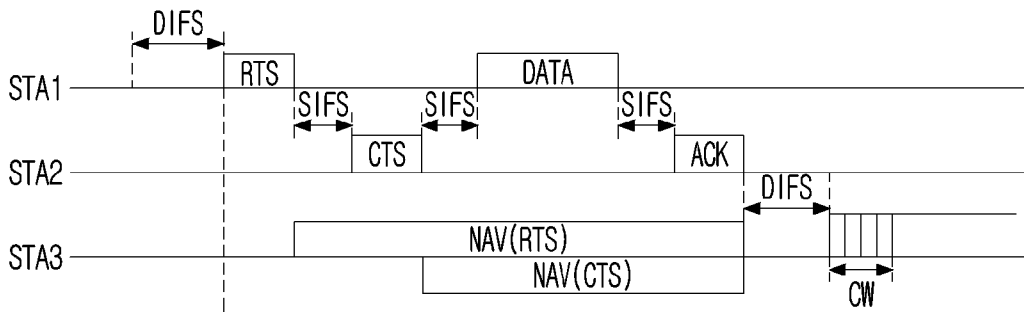 DIFS
STA1
RTS
DATA
SIFS
SIFS
SIFS
STA2
CTS
ACK
DIFS
STA3
NAV(RTS)
NAV(CTS)
CW